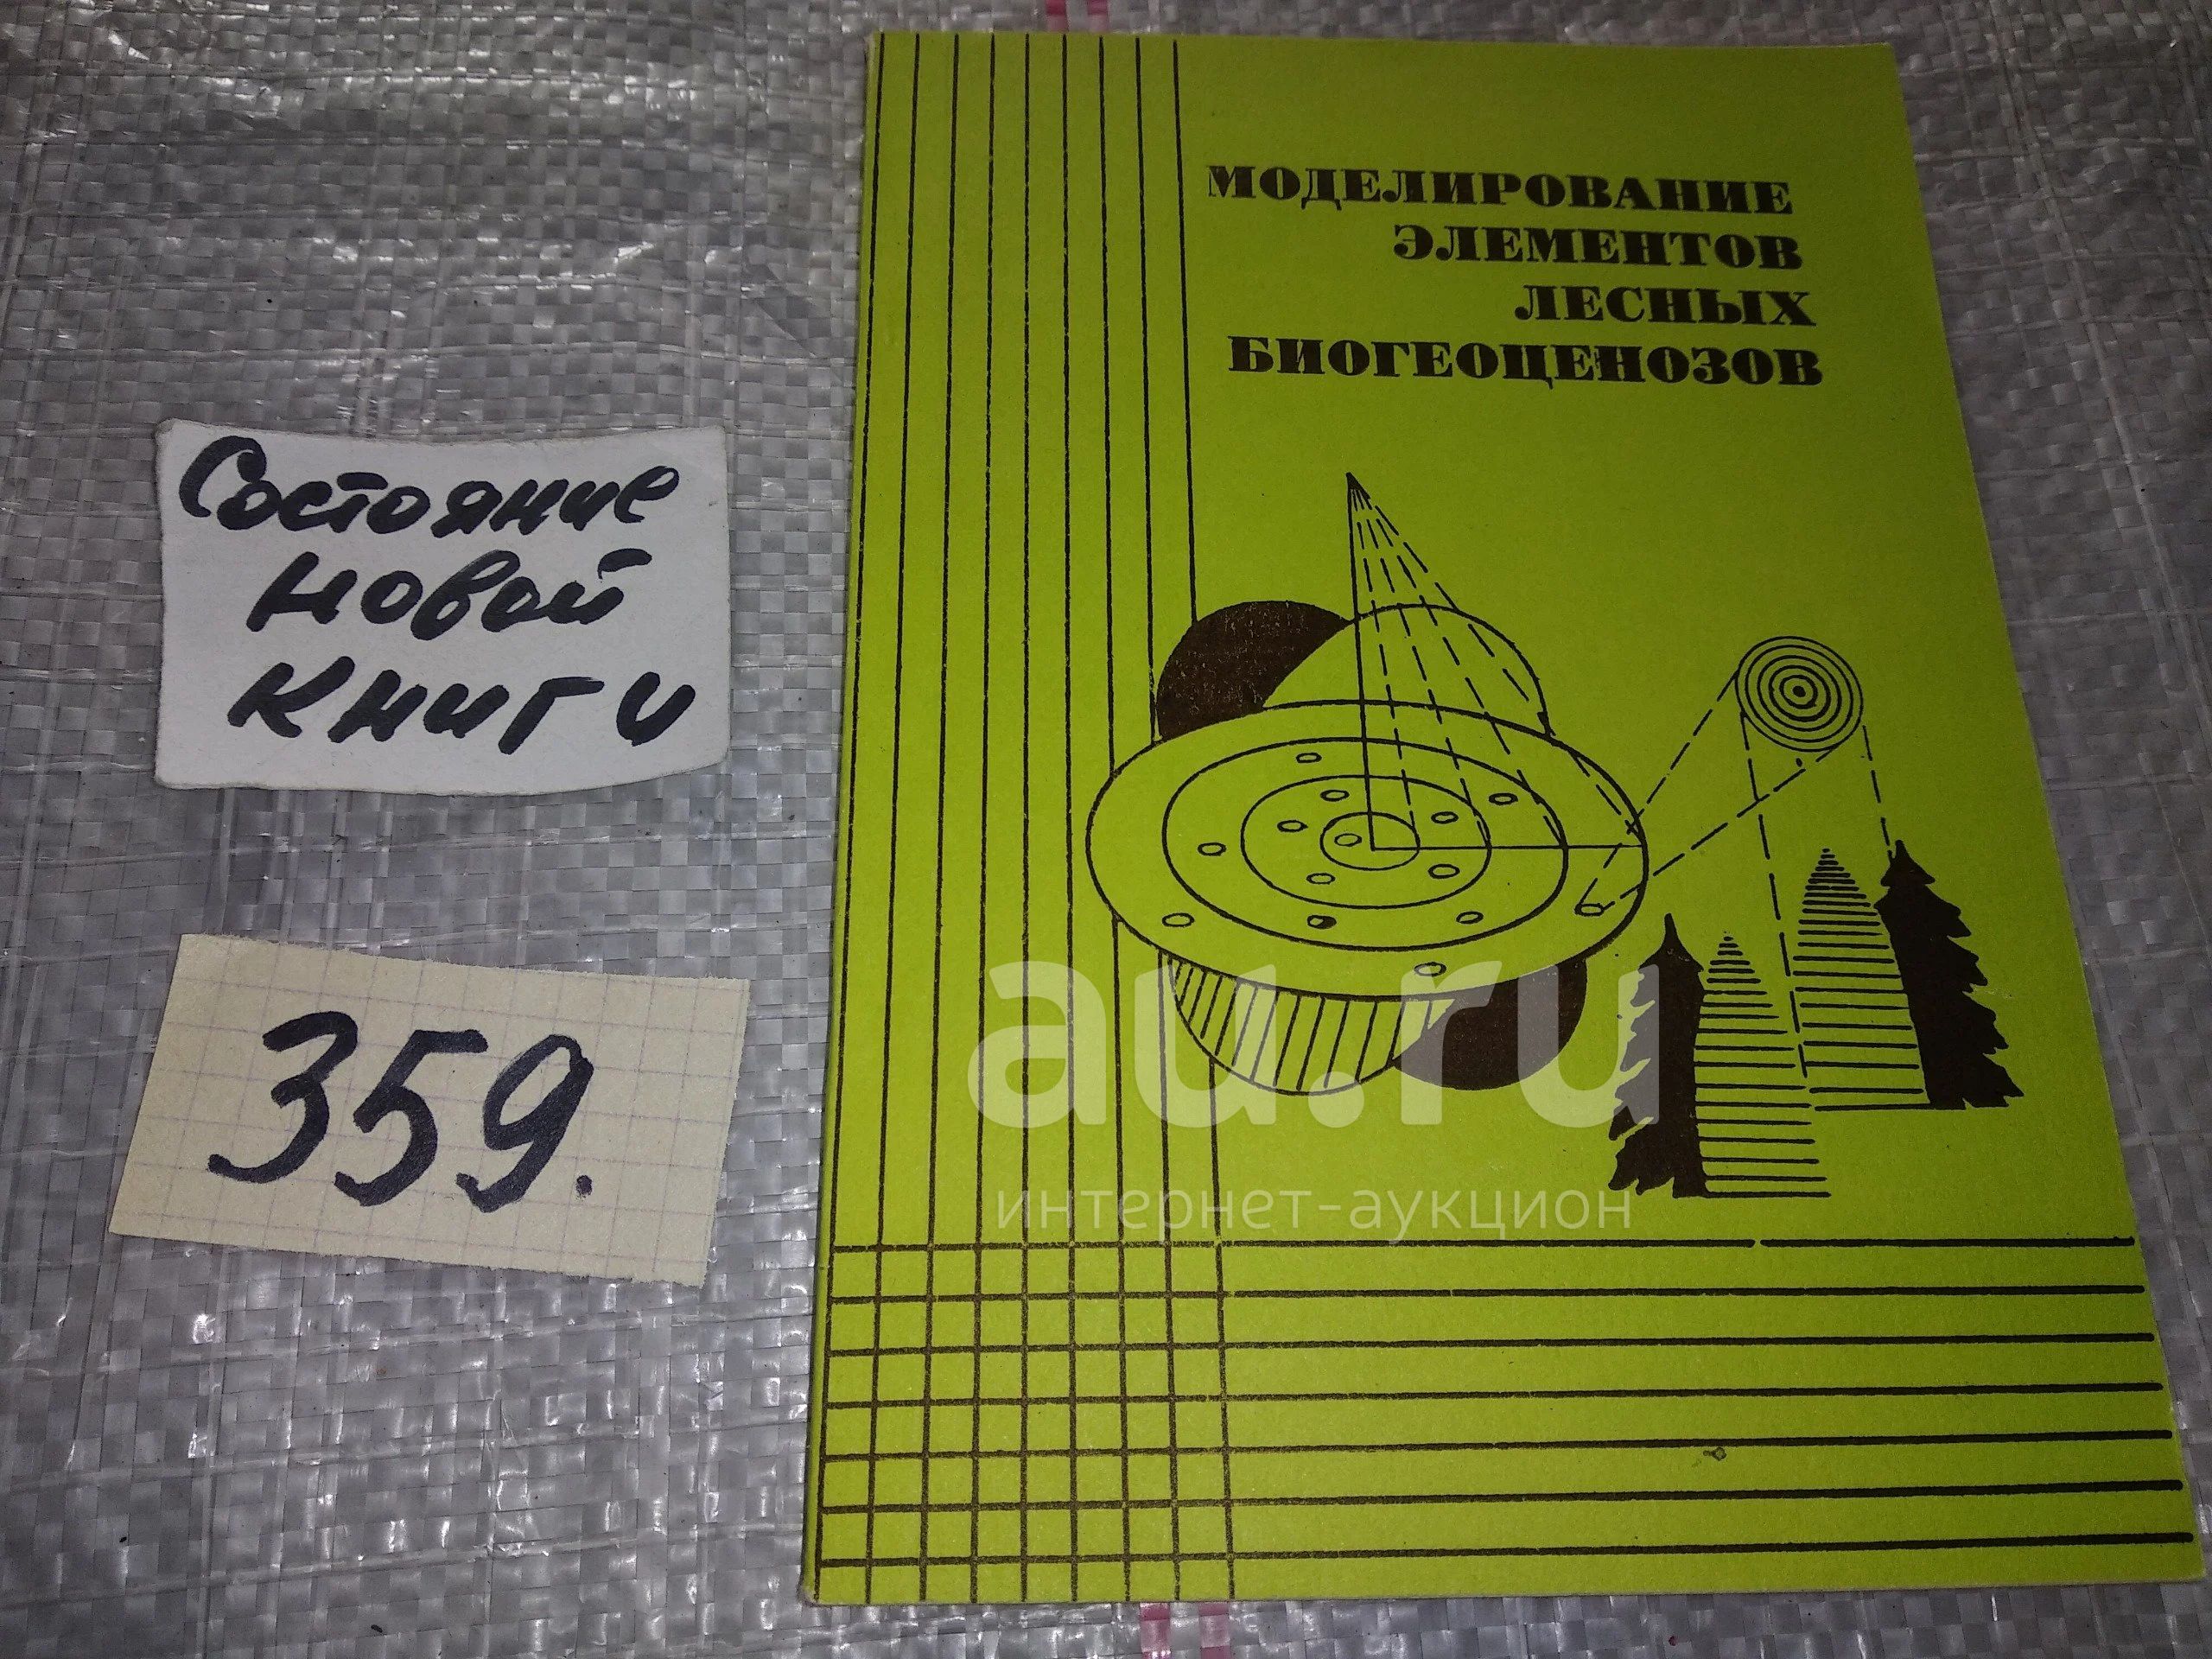 Состояние
новой
книги
359.
МОДЕЛИРОВАНИЕ
ЭЛЕМЕНТОВ
ЛЕСНЫХ
БИОГЕОЦЕНОЗОВ
au.ru
интернет-аукцион